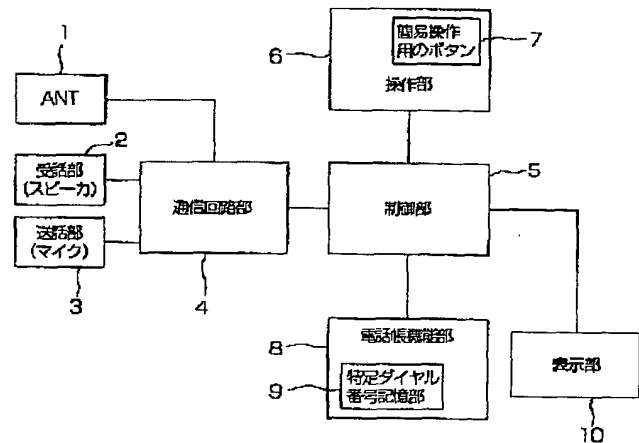 1
ANT
2
受話部
(スピーカ)
送話部
(マイク)
3
通信回路部
4
6
簡易操作
用のボタン
7
操作部
5
制御部
8
電話帳機能部
9
特定ダイヤル
番号記憶部
表示部
10